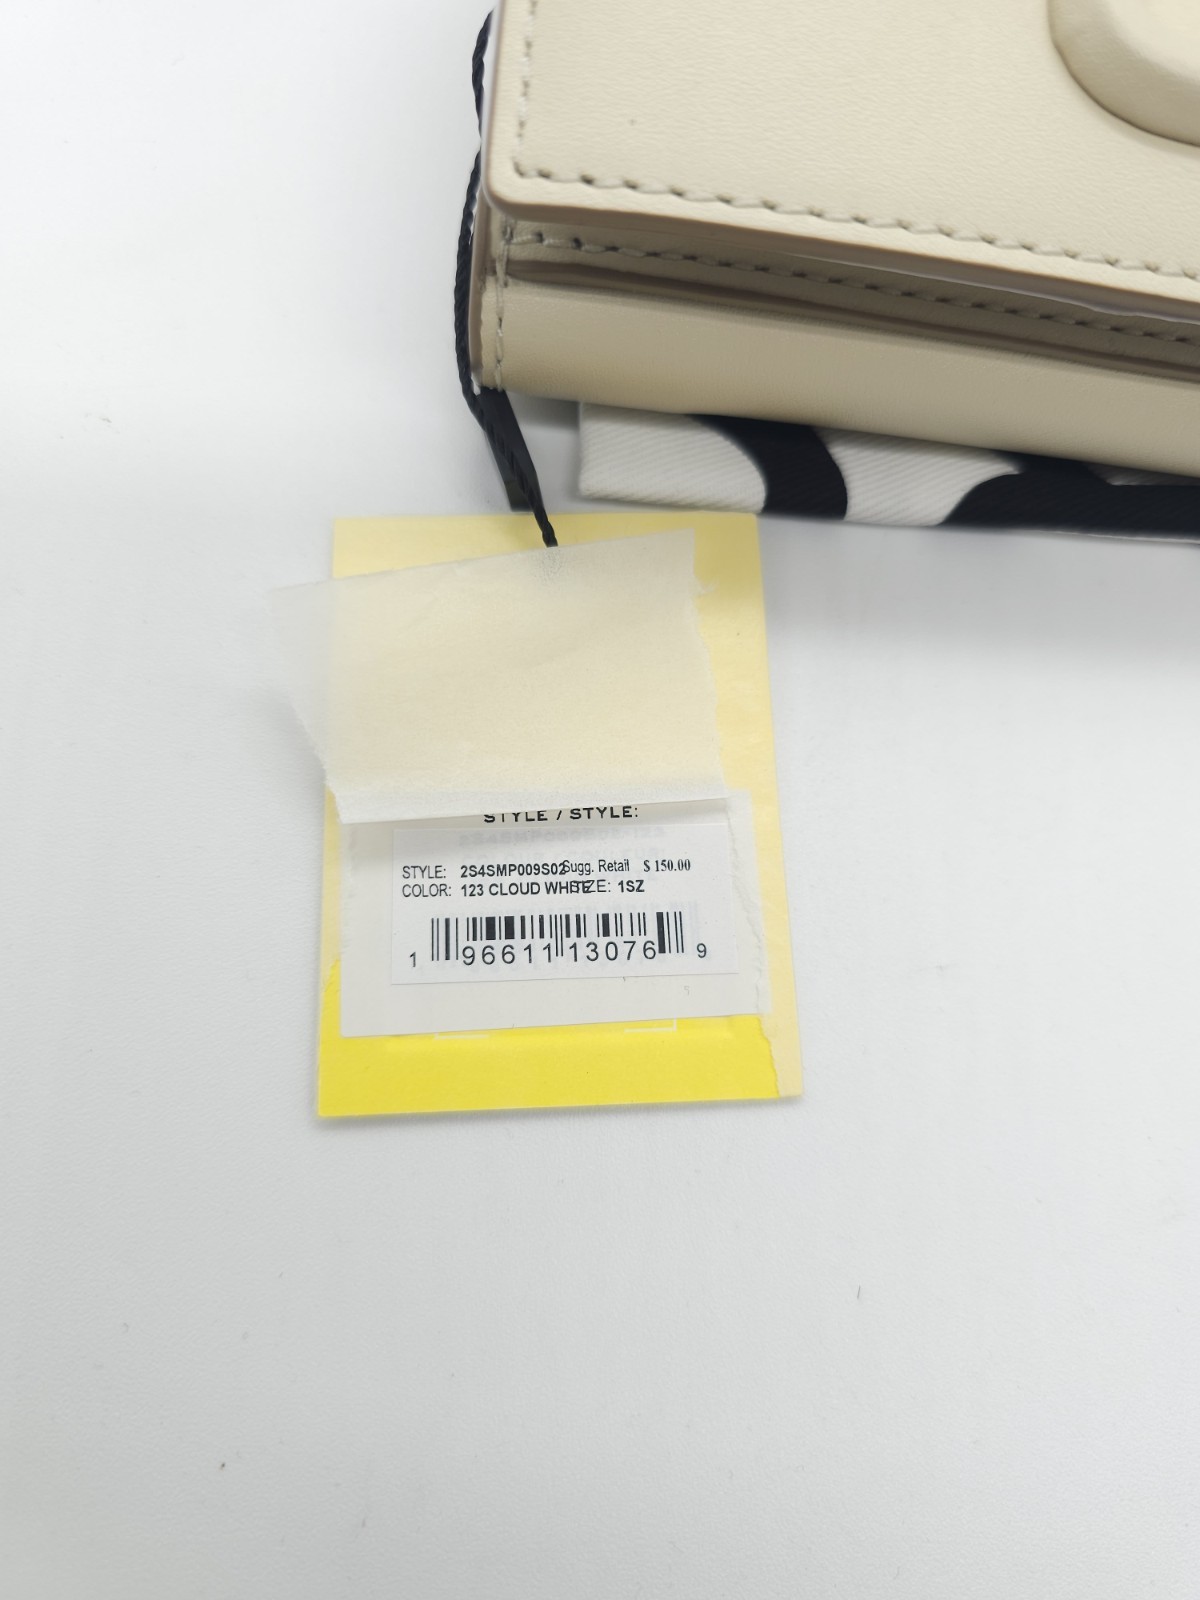 STYLE / STYLE:
STYLE: 2S4SMP009S02 Sugg. Retail $ 150.00
COLOR: 123 CLOUD WHITE SIZE: 1SZ
1 96611 13076 9